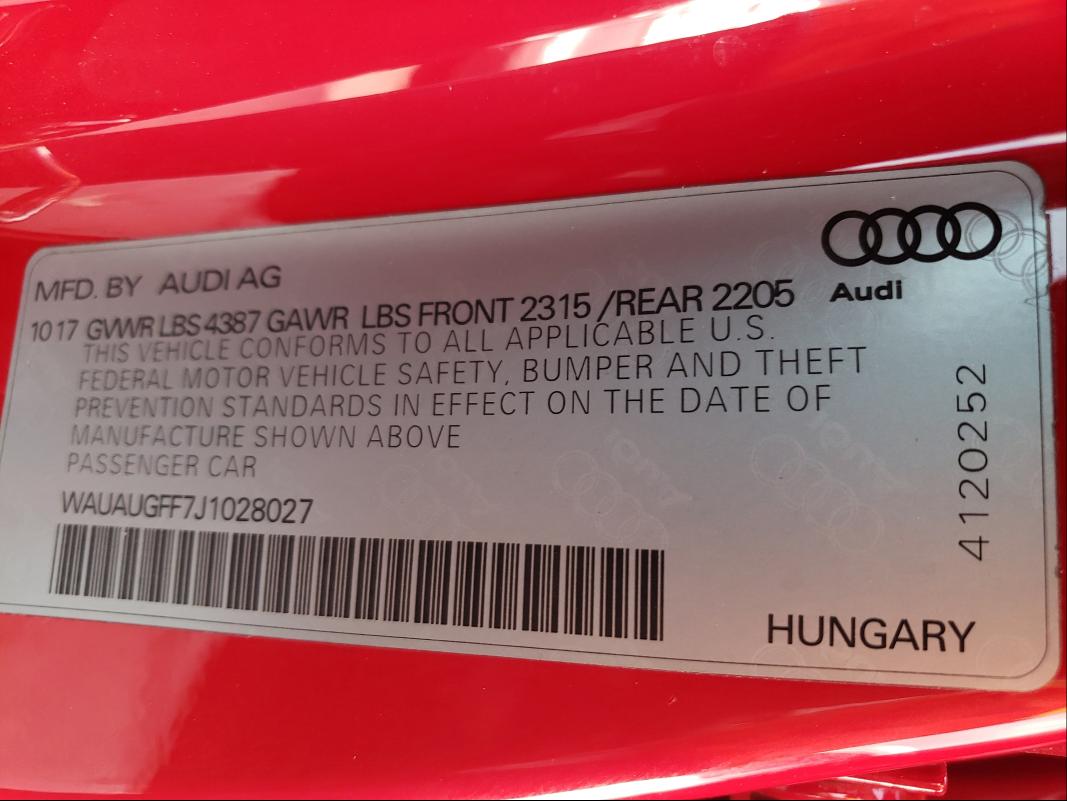 MFD. BY AUDI AG
Audi
10 17 GVWR LBS 4387 GAWR LBS FRONT 2315 /REAR 2205
THIS VEHICLE CONFORMS TO ALL APPLICABLE U.S.
FEDERAL MOTOR VEHICLE SAFETY, BUMPER AND THEFT
PREVENTION STANDARDS IN EFFECT ON THE DATE OF
MANUFACTURE SHOWN ABOVE
PASSENGER CAR
WAUAUGFF7J1028027
4120252
HUNGARY